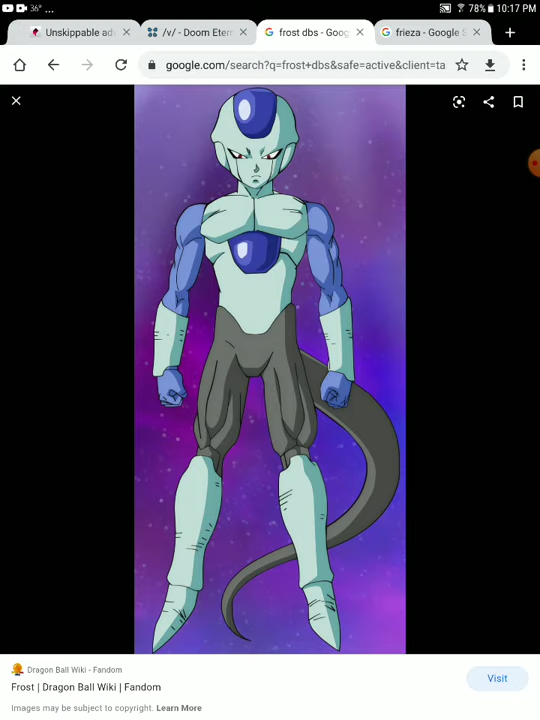 36° ... 78% 10:17 PM
Unskippable ad /v/ - Doom Eter frost dbs - Goog frieza - Google S
google.com/search?q=frost+dbs&safe=active&client=ta
Dragon Ball Wiki - Fandom
Frost | Dragon Ball Wiki | Fandom
Visit
Images may be subject to copyright. Learn More